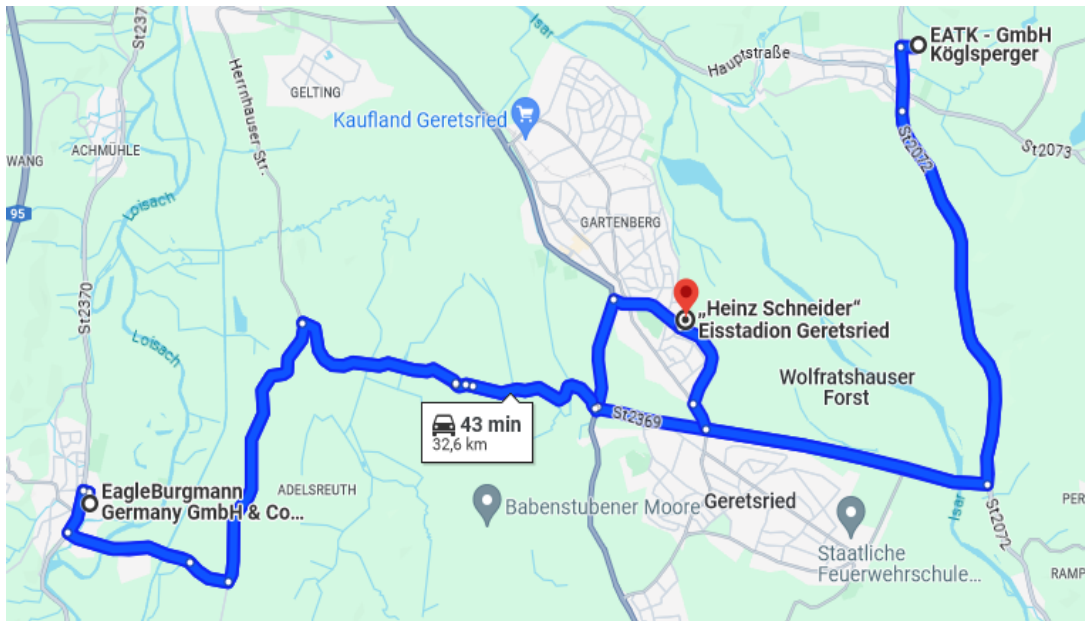 St237
Isar
EATK - GmbH
Köglsperger
Hauptstraße
Herrnhauser Str.
GELTING
Kaufland Geretsried
ACHMÜHLE
WANG
St2072
St2073
Loisach
95
GARTENBERG
St2370
„Heinz Schneider“
Eisstadion Geretsried
Loisach
Wolfratshauser
Forst
43 min
32,6 km
St2369
EagleBurgmann
Germany GmbH & Co...
ADELSREUTH
Babenstubener Moore
Geretsried
Isar
St2072
PER
Staatliche
Feuerwehrschule...
RAMP